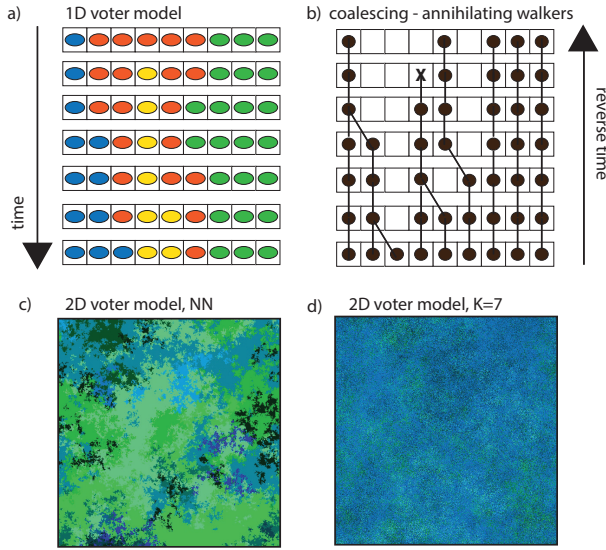 a) 1D voter model
b) coalescing - annihilating walkers
time
X
reverse time
c) 2D voter model, NN
d) 2D voter model, K=7